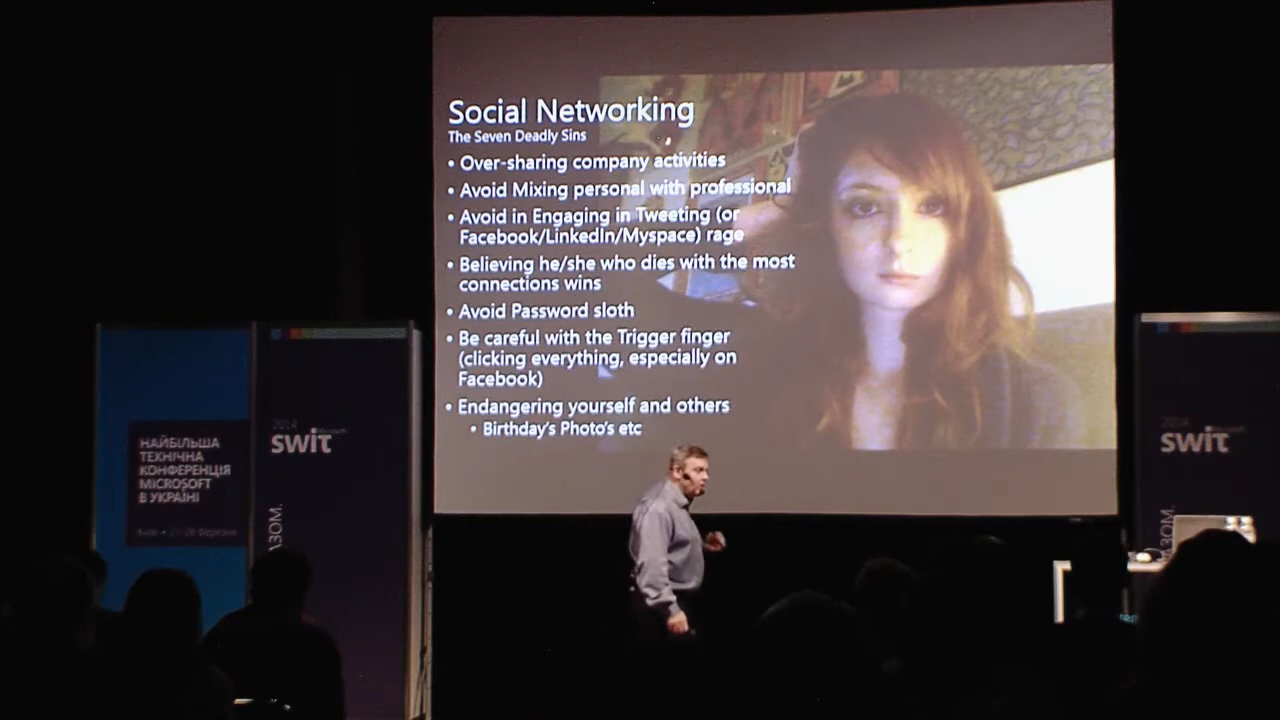 Social Networking
The Seven Deadly Sins
• Over-sharing company activities
• Avoid Mixing personal with professional
• Avoid in Engaging in Tweeting (or
Facebook/LinkedIn/Myspace) rage
• Believing he/she who dies with the most
connections wins
• Avoid Password sloth
• Be careful with the Trigger finger
(clicking everything, especially on
Facebook)
• Endangering yourself and others
• Birthday's Photo's etc
НАЙБІЛЬША
ТЕХНІЧНА
КОНФЕРЕНЦІЯ
MICROSOFT
В УКРАЇНІ
2014
SWIT
АЗОМ.
2014
SWIT
АЗОМ.